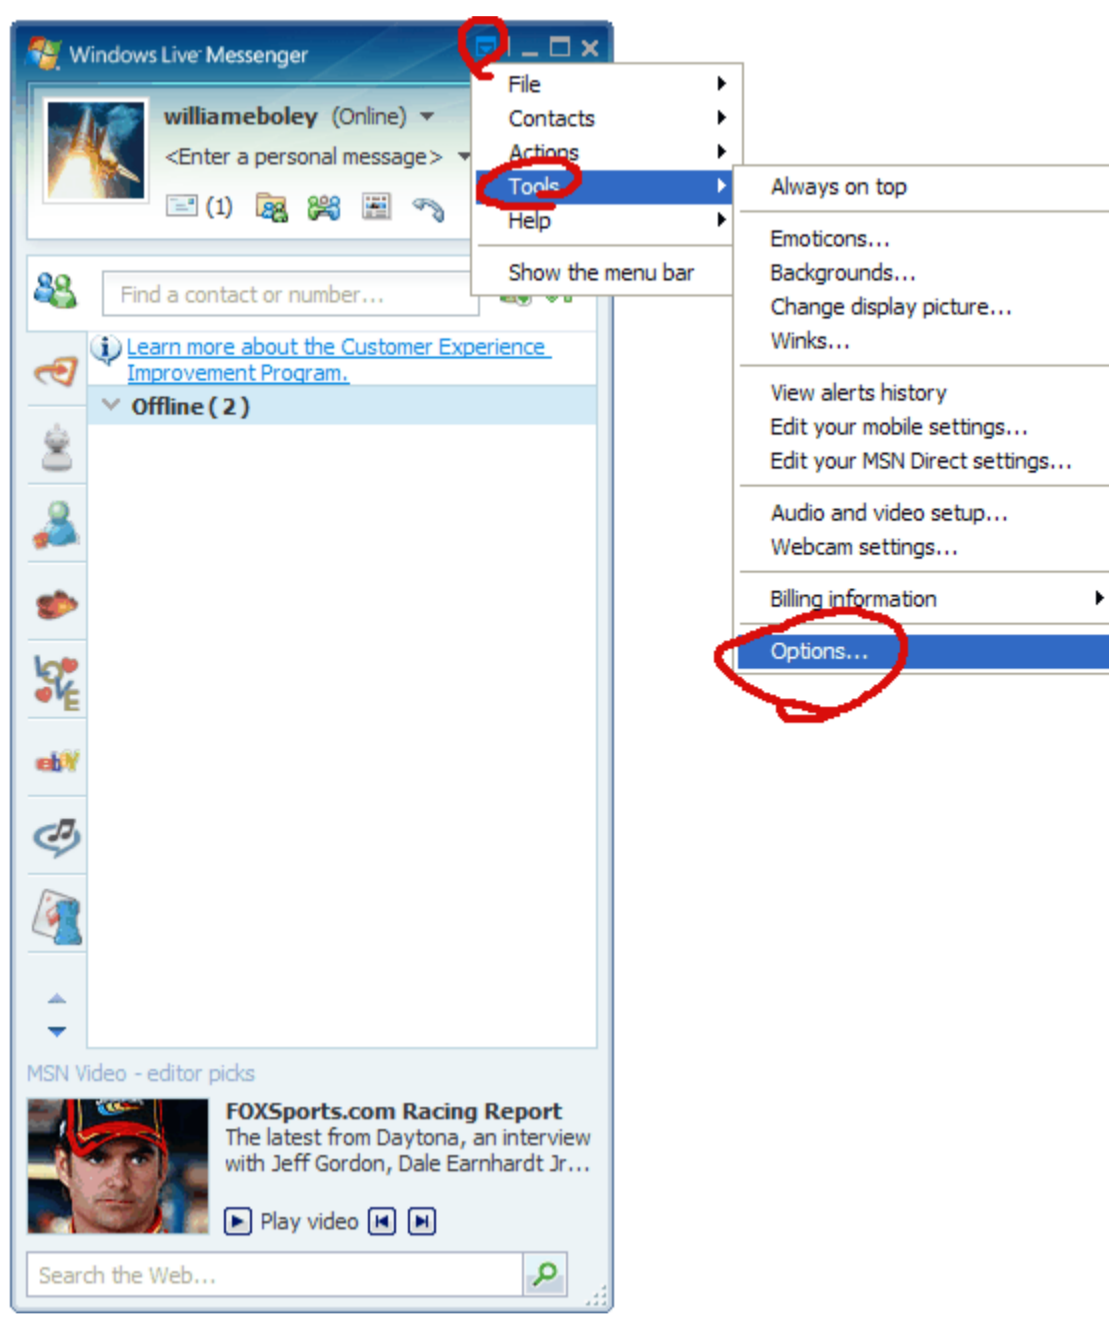 Windows Live Messenger
williameboley (Online)
<Enter a personal message>
(1)
File
Contacts
Actions
Tools
Help
Show the menu bar
Always on top
Emoticons...
Backgrounds...
Change display picture...
Winks...
View alerts history
Edit your mobile settings...
Edit your MSN Direct settings...
Audio and video setup...
Webcam settings...
Billing information
Options...
Find a contact or number...
Learn more about the Customer Experience
Improvement Program.
Offline ( 2 )
LOVE
ebY
MSN Video - editor picks
FOXSports.com Racing Report
The latest from Daytona, an interview
with Jeff Gordon, Dale Earnhardt Jr...
Play video
Search the Web...